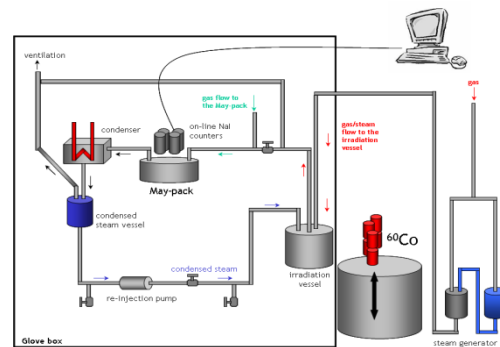 ventilation
gas flow to
the May-pack
gas
condenser
on-line NaI
counters
gas/steam
flow to the
irradiation
vessel
May-pack
condensed
steam vessel
60Co
condensed steam
irradiation
vessel
re-injection pump
steam generator
Glove box